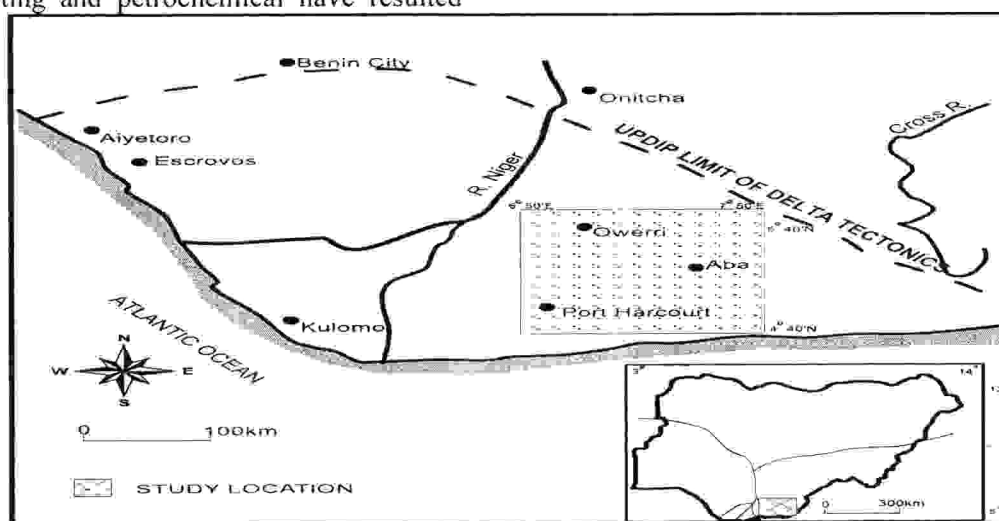 ting and petrochemical have resulted
Benin City
Onitcha
Cross R.
Aiyetoro
Escrovos
UPDIP LIMIT OF DELTA TECTONICS
R. Niger
6° 50'E
7° 50'E
5° 40'N
Owerri
Aba
Port Harcourt
4° 40'N
ATLANTIC OCEAN
Kulomo
N
W E
S
0 100km
STUDY LOCATION
3°
14°
0 300km